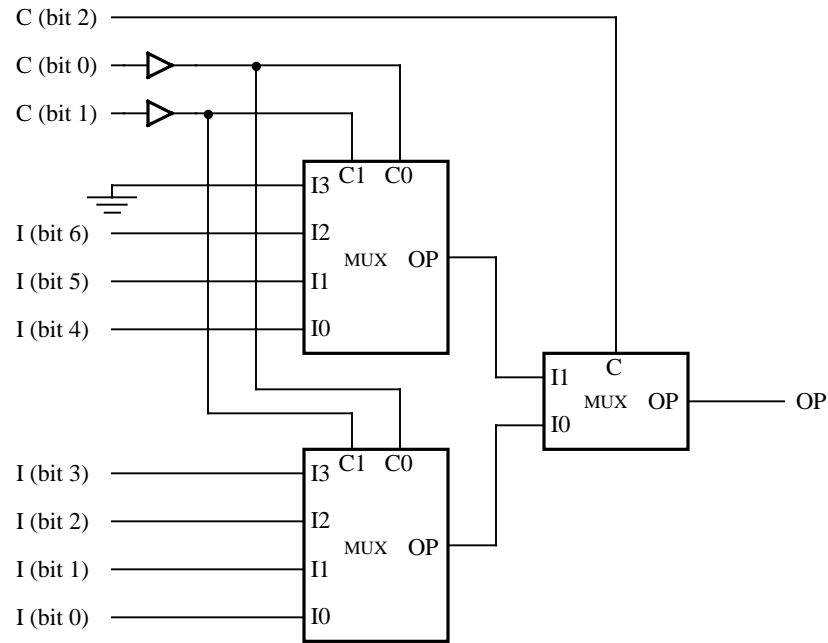 C (bit 2)
C (bit 0)
C (bit 1)
C1 C0
I3
I (bit 6) I2
MUX OP
I (bit 5) I1
I (bit 4) I0
C
I1
MUX OP OP
I0
C1 C0
I (bit 3) I3
I (bit 2) I2
MUX OP
I (bit 1) I1
I (bit 0) I0